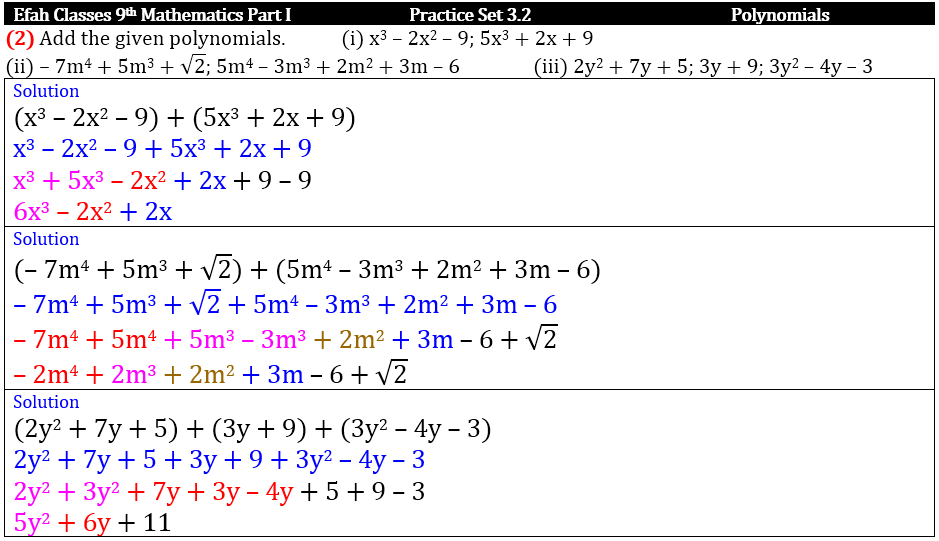 Efah Classes 9th Mathematics Part I Practice Set 3.2 Polynomials
(2) Add the given polynomials. (i) x³ – 2x² – 9; 5x³ + 2x + 9
(ii) – 7m⁴ + 5m³ + √2; 5m⁴ – 3m³ + 2m² + 3m – 6 (iii) 2y² + 7y + 5; 3y + 9; 3y² – 4y – 3
Solution
(x³ – 2x² – 9) + (5x³ + 2x + 9)
x³ – 2x² – 9 + 5x³ + 2x + 9
x³ + 5x³ – 2x² + 2x + 9 – 9
6x³ – 2x² + 2x
Solution
(– 7m⁴ + 5m³ + √2) + (5m⁴ – 3m³ + 2m² + 3m – 6)
– 7m⁴ + 5m³ + √2 + 5m⁴ – 3m³ + 2m² + 3m – 6
– 7m⁴ + 5m⁴ + 5m³ – 3m³ + 2m² + 3m – 6 + √2
– 2m⁴ + 2m³ + 2m² + 3m – 6 + √2
Solution
(2y² + 7y + 5) + (3y + 9) + (3y² – 4y – 3)
2y² + 7y + 5 + 3y + 9 + 3y² – 4y – 3
2y² + 3y² + 7y + 3y – 4y + 5 + 9 – 3
5y² + 6y + 11